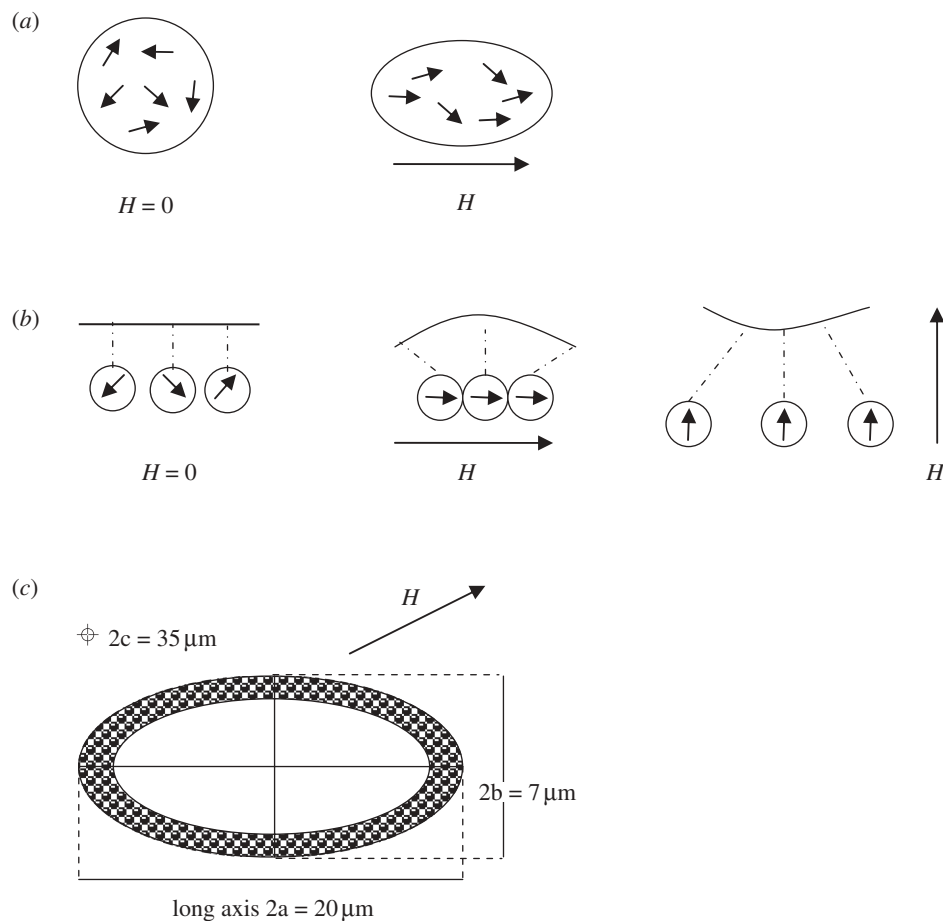 (a)
H = 0
H
(b)
H = 0
H
H
(c)
H
2c = 35 μm
2b = 7 μm
long axis 2a = 20 μm